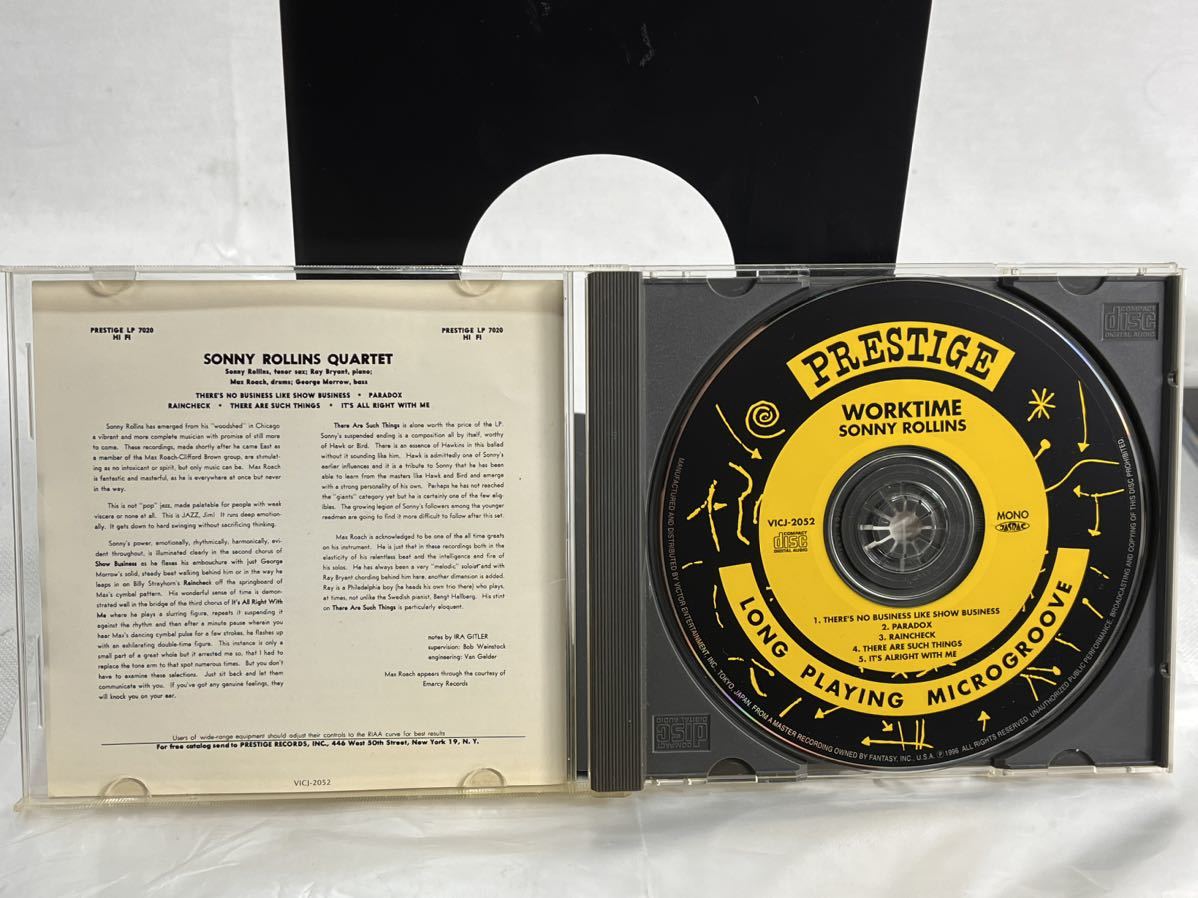 PRESTIGE LP 7020
HI FI
PRESTIGE LP 7020
HI FI
SONNY ROLLINS QUARTET
Sonny Rollins, tenor sax; Ray Bryant, piano;
Max Roach, drums; George Morrow, bass
THERE'S NO BUSINESS LIKE SHOW BUSINESS • PARADOX
RAINCHECK • THERE ARE SUCH THINGS • IT'S ALL RIGHT WITH ME
Sonny Rollins has emerged from his "woodshed" in Chicago
a vibrant and more complete musician with promise of still more
to come. These recordings, made shortly after he came East as
a member of the Max Roach-Clifford Brown group, are stimulat-
ing as no intoxicant or spirit, but only music can be. Max Roach
is fantastic and masterful, as he is everywhere at once but never
in the way.
This is not "pop" jazz, made palatable for people with weak
viscera or none at all. This is JAZZ, Jim! It runs deep emotion-
ally. It gets down to hard swinging without sacrificing thinking.
Sonny's power, emotionally, rhythmically, harmonically, evi-
dent throughout, is illuminated clearly in the second chorus of
Show Business as he flexes his embouchure with just George
Morrow's solid, steady beat walking behind him or in the way he
leaps in on Billy Strayhorn's Raincheck off the springboard of
Max's cymbal pattern. His wonderful sense of time is demon-
strated well in the bridge of the third chorus of It's All Right With
Me where he plays a slurring figure, repeats it suspending it
against the rhythm and then after a minute pause wherein you
hear Max's dancing cymbal pulse for a few strokes, he flashes up
with an exhilarating double-time figure. This instance is only a
small part of a great whole but it arrested me so, that I had to
replace the tone arm to that spot numerous times. But you don't
have to examine these selections. Just sit back and let them
communicate with you. If you've got any genuine feelings, they
will knock you on your ear.
There Are Such Things is alone worth the price of the LP.
Sonny's suspended ending is a composition all by itself, worthy
of Hawk or Bird. There is an essence of Hawkins in this ballad
without it sounding like him. Hawk is admittedly one of Sonny's
earlier influences and it is a tribute to Sonny that he has been
able to learn from the masters like Hawk and Bird and emerge
with a strong personality of his own. Perhaps he has not reached
the "giants" category yet but he is certainly one of the few elig-
ibles. The growing legion of Sonny's followers among the younger
readmen are going to find it more difficult to follow after this set.
Max Roach is acknowledged to be one of the all time greats
on his instrument. He is just that in these recordings both in the
elasticity of his relentless beat and the intelligence and fire of
his solos. He has always been a very "melodic" soloist and with
Ray Bryant chording behind him here, another dimension is added.
Ray is a Philadelphia boy (he heads his own trio there) who plays,
at times, not unlike the Swedish pianist, Bengt Hallberg. His stint
on There Are Such Things is particularly eloquent.
notes by IRA GITLER
supervision: Bob Weinstock
engineering: Van Gelder
Max Roach appears through the courtesy of
Emarcy Records
Users of wide-range equipment should adjust their controls to the RIAA curve for best results
For free catalog send to PRESTIGE RECORDS, INC., 446 West 50th Street, New York 19, N. Y.
VICJ-2052
PRESTIGE
WORKTIME
SONNY ROLLINS
VICJ-2052
COMPACT
disc
DIGITAL AUDIO
MONO
JASRAC
1. THERE'S NO BUSINESS LIKE SHOW BUSINESS
2. PARADOX
3. RAINCHECK
4. THERE ARE SUCH THINGS
5. IT'S ALRIGHT WITH ME
LONG PLAYING MICROGROOVE
MANUFACTURED AND DISTRIBUTED BY VICTOR ENTERTAINMENT, INC., TOKYO, JAPAN, FROM A MASTER RECORDING OWNED BY FANTASY, INC., U.S.A. Ⓟ 1996 ALL RIGHTS RESERVED. UNAUTHORIZED PUBLIC PERFORMANCE, BROADCASTING AND COPYING OF THIS DISC PROHIBITED.
COMPACT
disc
DIGITAL AUDIO
COMPACT
disc
DIGITAL AUDIO